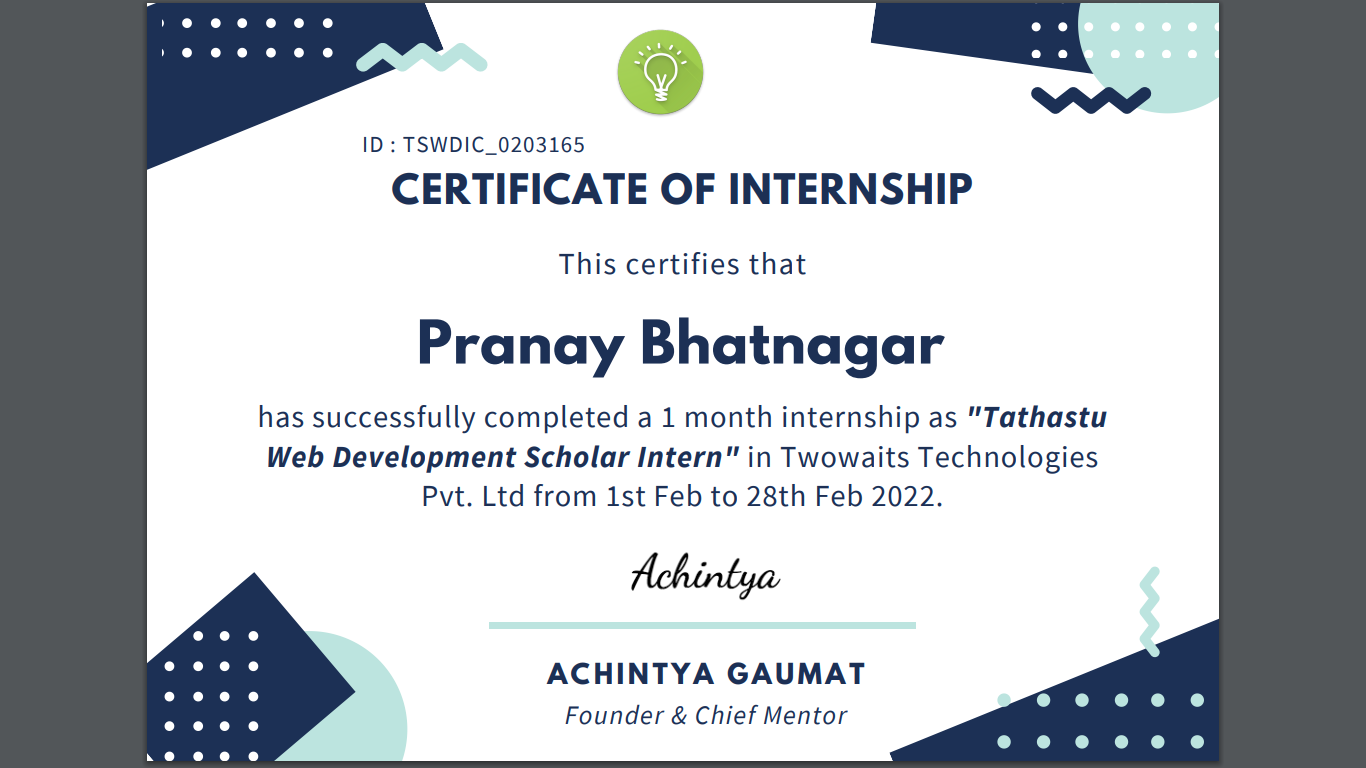 ID : TSWDIC_0203165
CERTIFICATE OF INTERNSHIP
This certifies that
Pranay Bhatnagar
has successfully completed a 1 month internship as "Tathastu
Web Development Scholar Intern" in Twowaits Technologies
Pvt. Ltd from 1st Feb to 28th Feb 2022.
Achintya
ACHINTYA GAUMAT
Founder & Chief Mentor